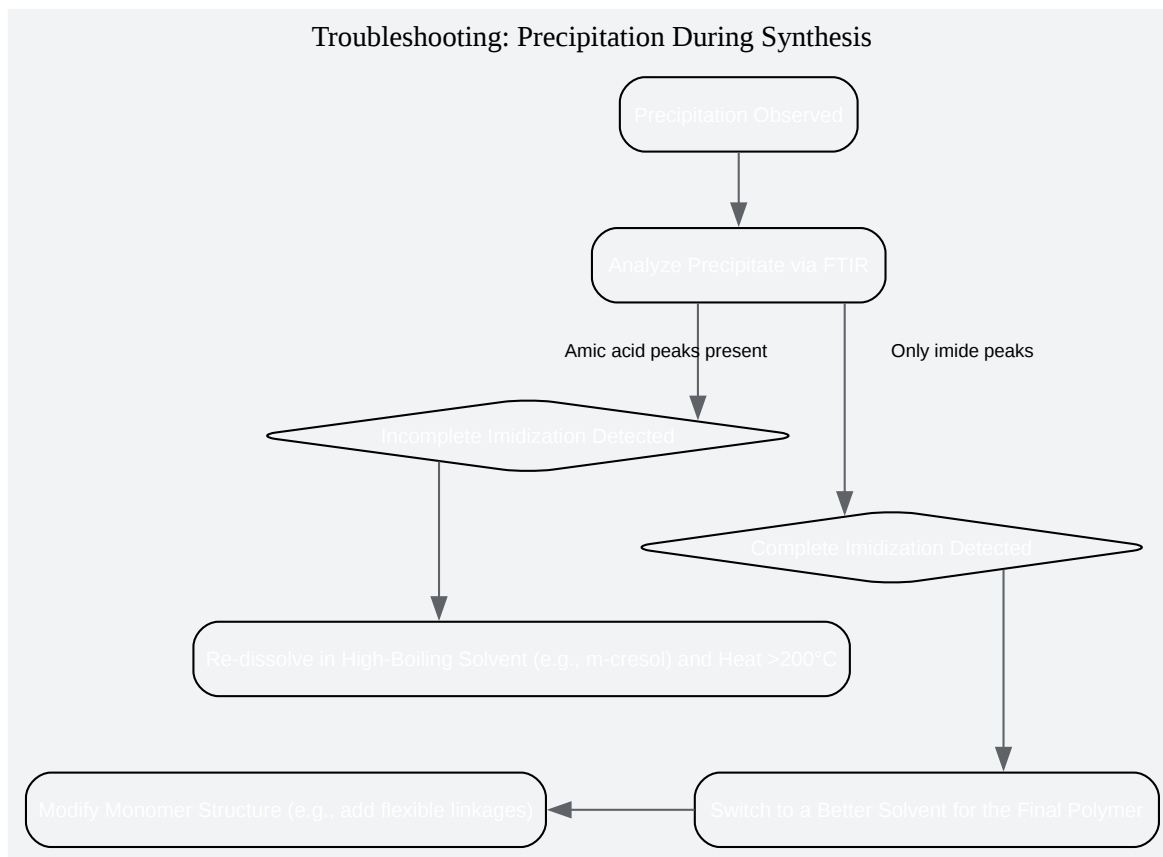 Troubleshooting: Precipitation During Synthesis
Precipitation Observed
Analyze Precipitate via FTIR
Amic acid peaks present
Only imide peaks
Incomplete Imidization Detected
Complete Imidization Detected
Re-dissolve in High-Boiling Solvent (e.g., m-cresol) and Heat >200°C
Modify Monomer Structure (e.g., add flexible linkages)
Switch to a Better Solvent for the Final Polymer